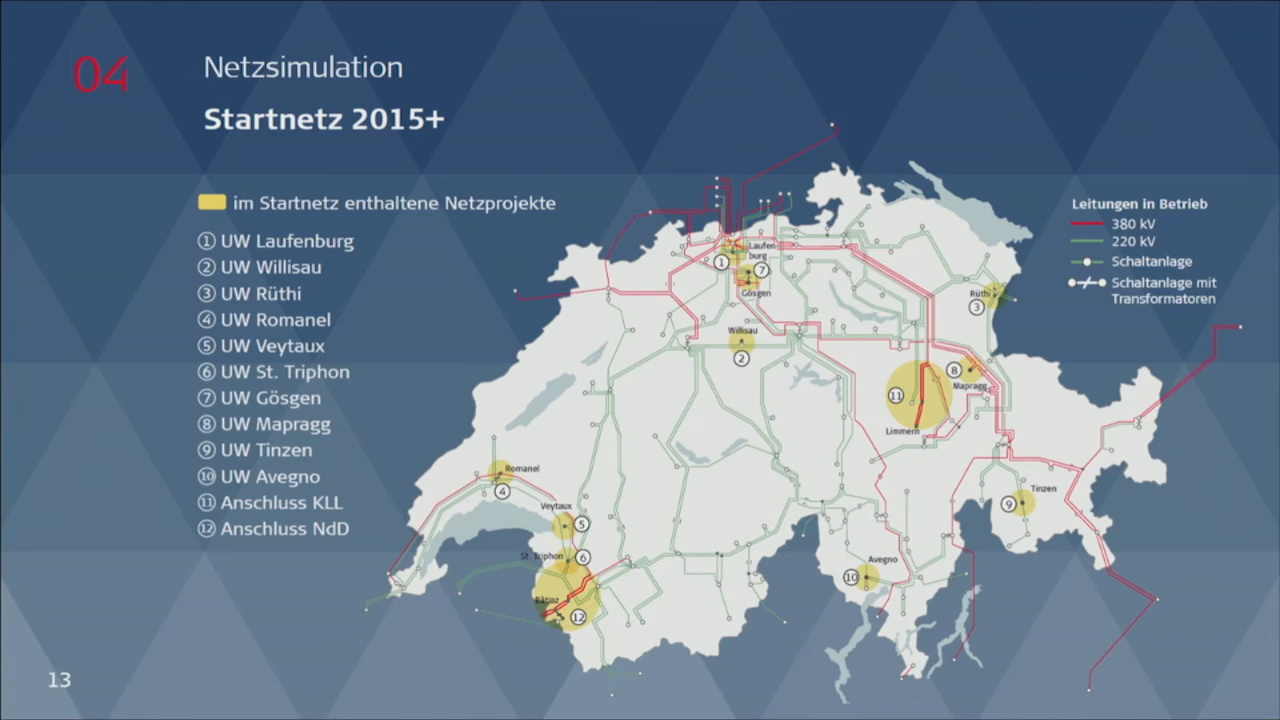 04
Netzsimulation
Startnetz 2015+
im Startnetz enthaltene Netzprojekte
1 UW Laufenburg
2 UW Willisau
3 UW Rüthi
4 UW Romanel
5 UW Veytaux
6 UW St. Triphon
7 UW Gösgen
8 UW Mapragg
9 UW Tinzen
10 UW Avegno
11 Anschluss KLL
12 Anschluss NdD
Leitungen in Betrieb
380 kV
220 kV
Schaltanlage
Schaltanlage mit
Transformatoren
Laufen
burg
1
7
Gösgen
Rüthi
3
Willisau
2
8
Mapragg
11
Limmern
Romanel
4
Tinzen
9
Veytaux
5
St. Triphon
6
Avegno
10
Bâtiaz
12
13